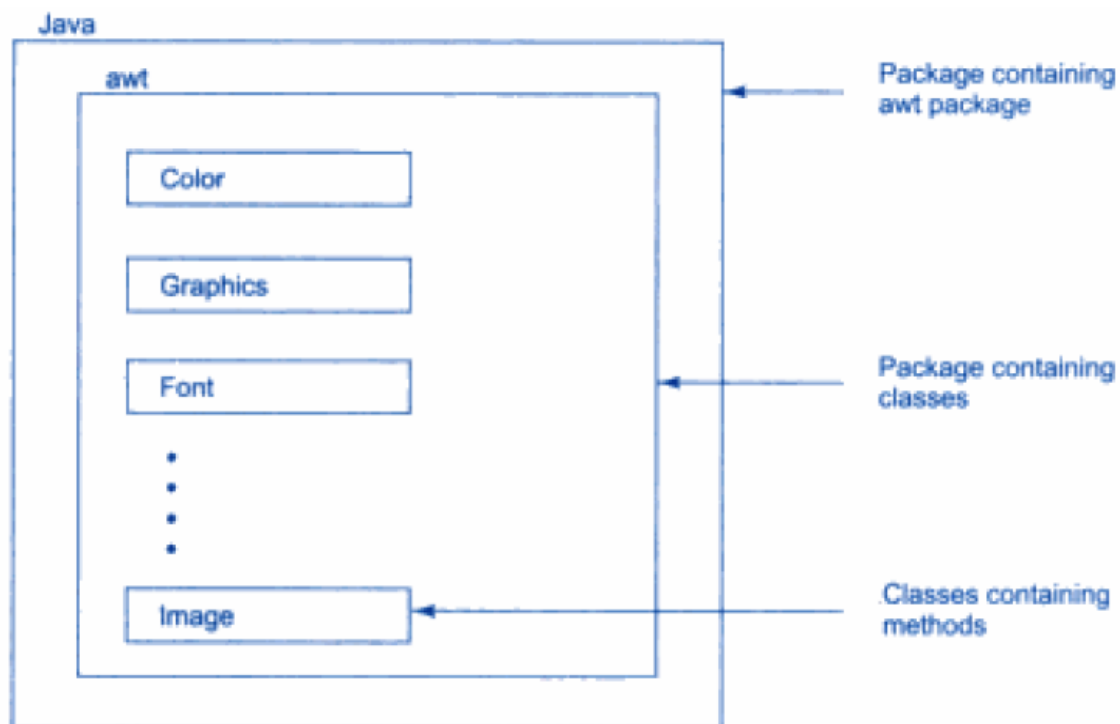 Java
awt
Package containing
awt package
Color
Graphics
Font
Package containing
classes
Image
Classes containing
methods